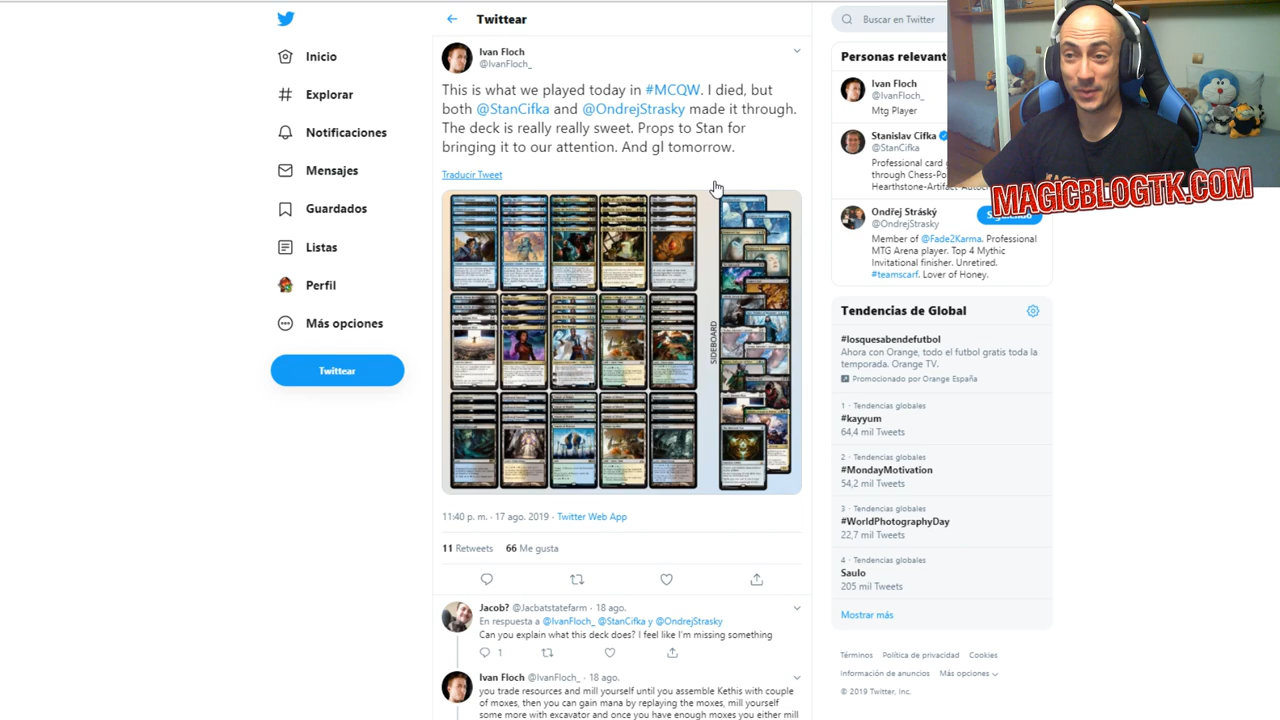 Twittear
Buscar en Twitter
Inicio
Explorar
Notificaciones
Mensajes
Guardados
Listas
Perfil
Más opciones
Twittear
Ivan Floch
@IvanFloch_
This is what we played today in #MCQW. I died, but
both @StanCifka and @OndrejStrasky made it through.
The deck is really really sweet. Props to Stan for
bringing it to our attention. And gl tomorrow.
Traducir Tweet
SIDEBOARD
11:40 p. m. · 17 ago. 2019 · Twitter Web App
11 Retweets 66 Me gusta
Jacob? @Jacbatstatefarm · 18 ago.
En respuesta a @IvanFloch_ @StanCifka y @OndrejStrasky
Can you explain what this deck does? I feel like I'm missing something
1
Ivan Floch @IvanFloch_ · 18 ago.
you trade resources and mill yourself until you assemble Kethis with couple
of moxes, then you can gain mana by replaying the moxes, mill yourself
some more with excavator and once you have enough moxes you either mill
Personas relevant
Ivan Floch
@IvanFloch_
Mtg Player
Stanislav Cifka
@StanCifka
Professional card
through Chess-Po
Hearthstone-Artifact-
Ondřej Stráský
@OndrejStrasky
Member of @Fade2Karma. Professional
MTG Arena player. Top 4 Mythic
Invitational finisher. Unretired.
#teamscarf. Lover of Honey.
MAGICBLOGTK.COM
Tendencias de Global
#losquesabendefutbol
Ahora con Orange, todo el futbol gratis toda la
temporada. Orange TV.
Promocionado por Orange España
1 · Tendencias globales
#kayyum
64,4 mil Tweets
2 · Tendencias globales
#MondayMotivation
54,2 mil Tweets
3 · Tendencias globales
#WorldPhotographyDay
22,7 mil Tweets
4 · Tendencias globales
Saulo
205 mil Tweets
Mostrar más
Términos Política de privacidad Cookies
Información de anuncios Más opciones
© 2019 Twitter, Inc.